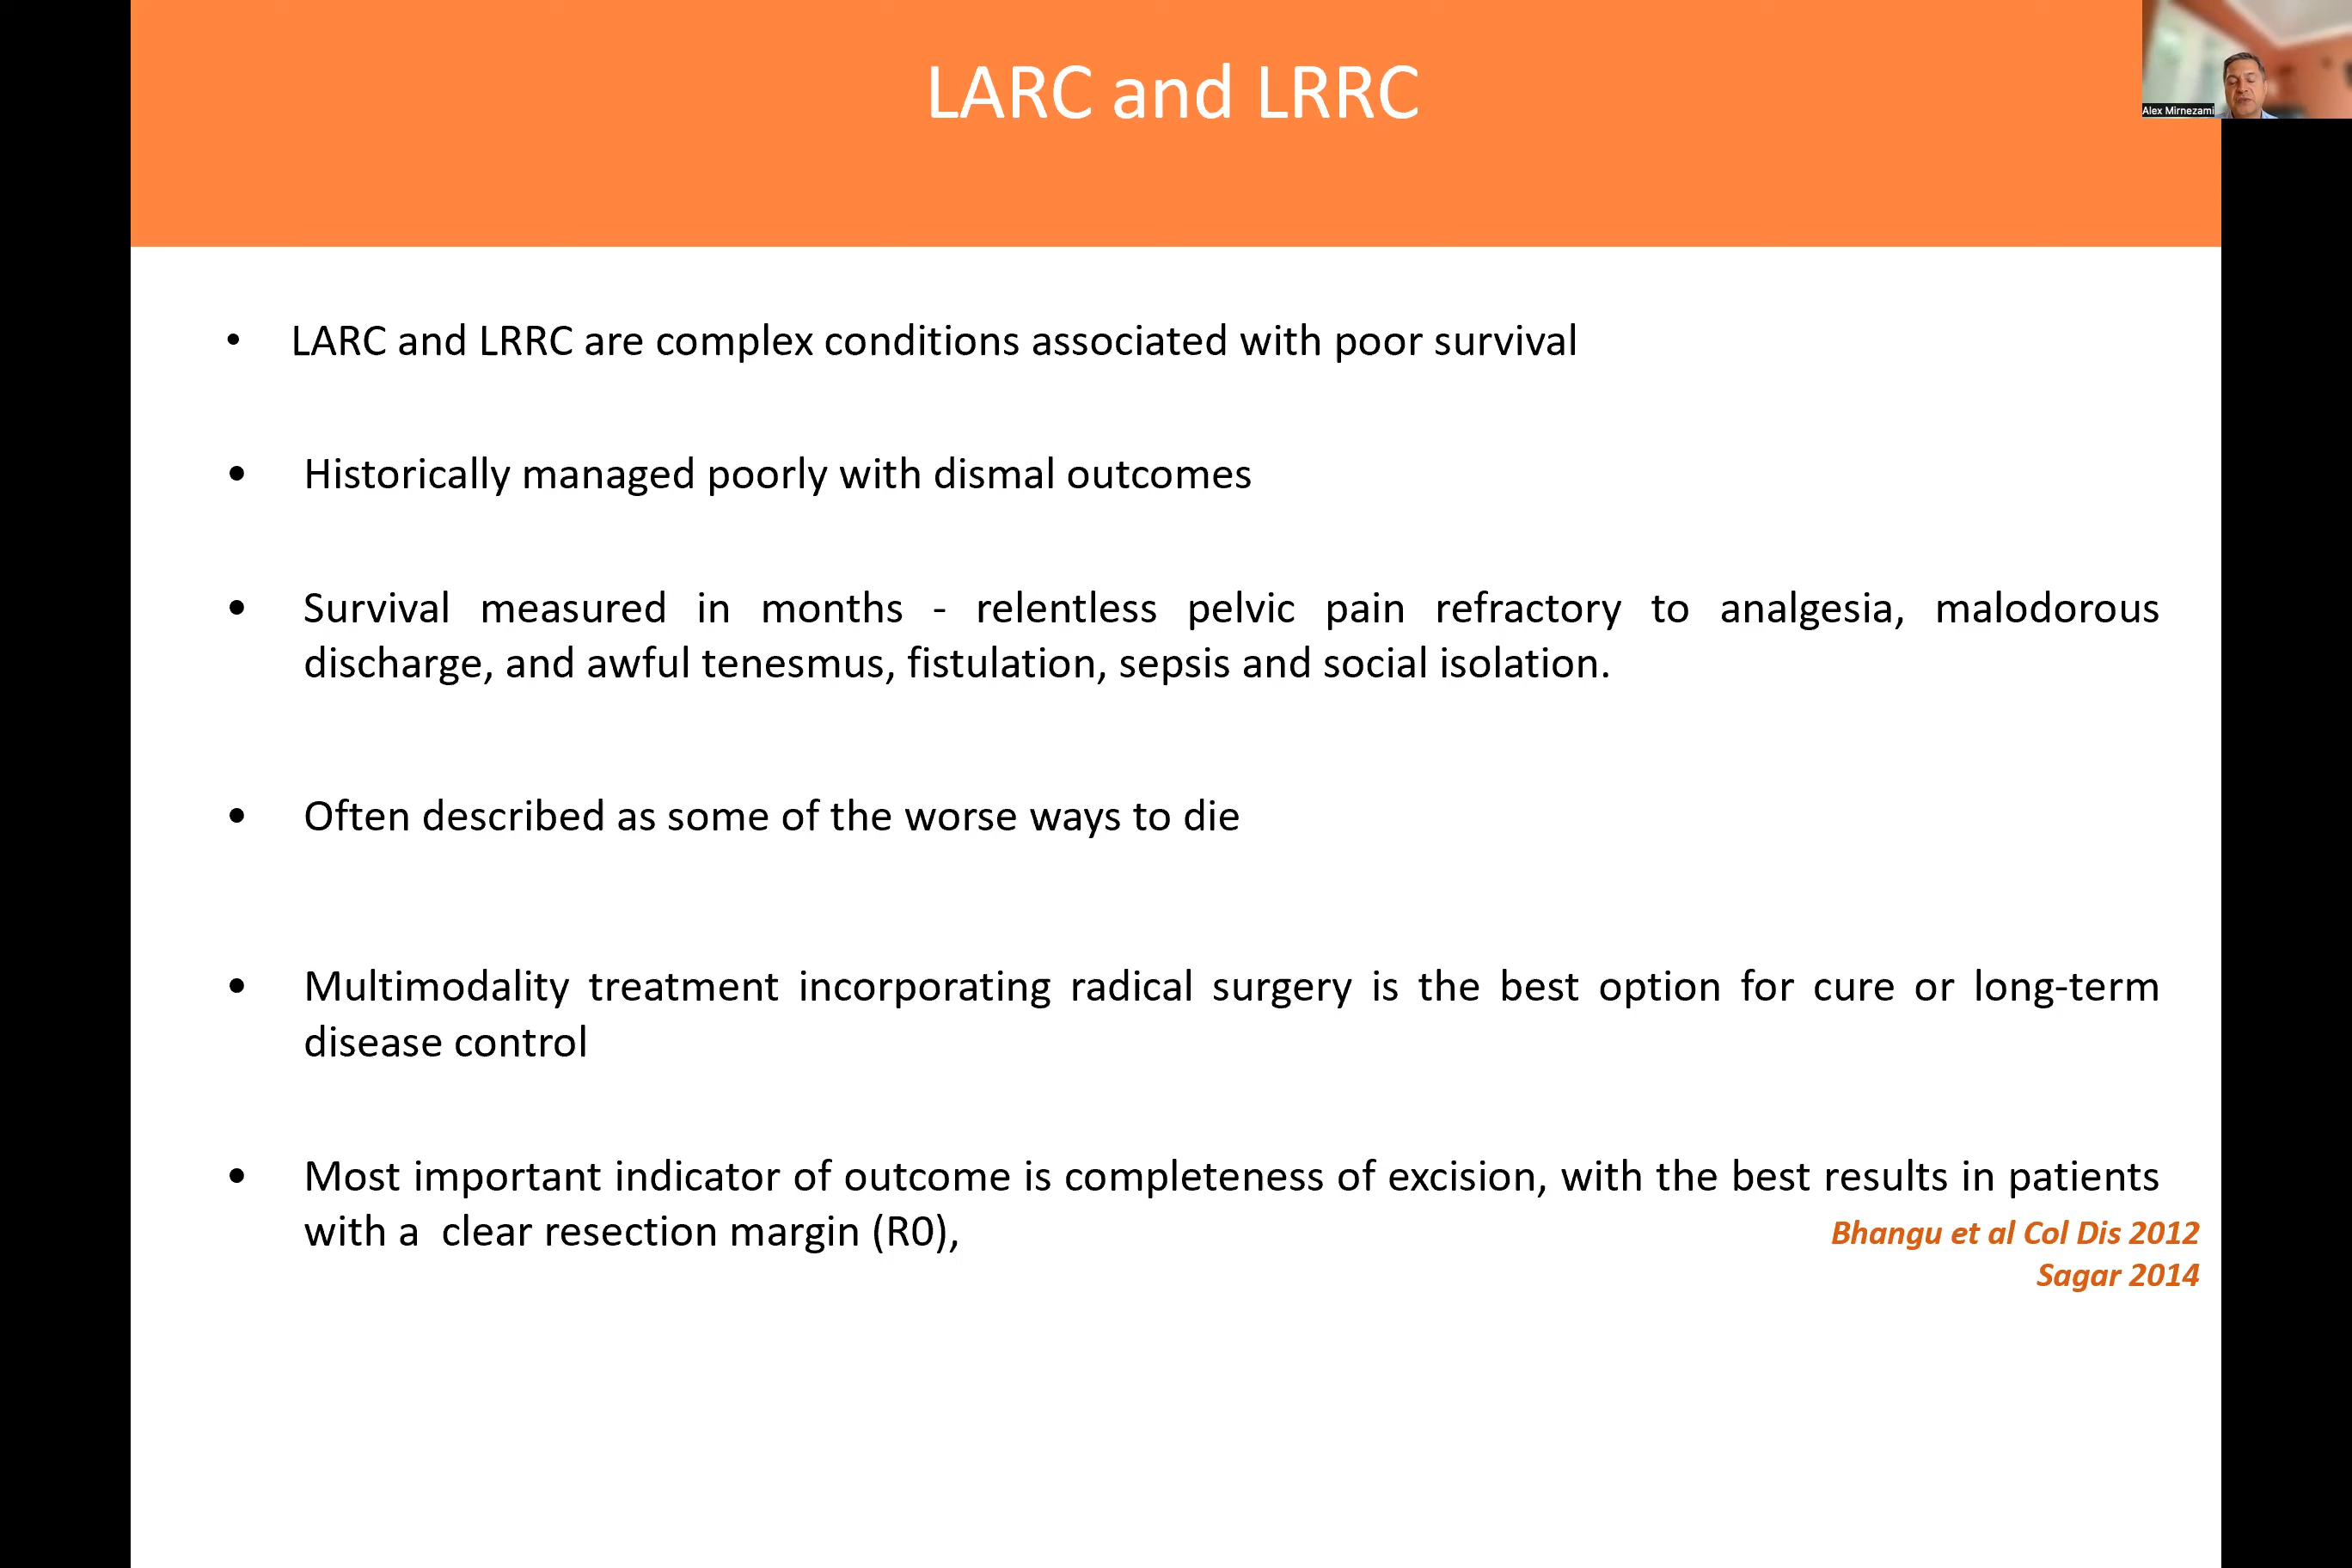 LARC and LRRC
Alex Mirnezami
• LARC and LRRC are complex conditions associated with poor survival
• Historically managed poorly with dismal outcomes
• Survival measured in months - relentless pelvic pain refractory to analgesia, malodorous
discharge, and awful tenesmus, fistulation, sepsis and social isolation.
• Often described as some of the worse ways to die
• Multimodality treatment incorporating radical surgery is the best option for cure or long-term
disease control
• Most important indicator of outcome is completeness of excision, with the best results in patients
with a  clear resection margin (R0),
Bhangu et al Col Dis 2012
Sagar 2014